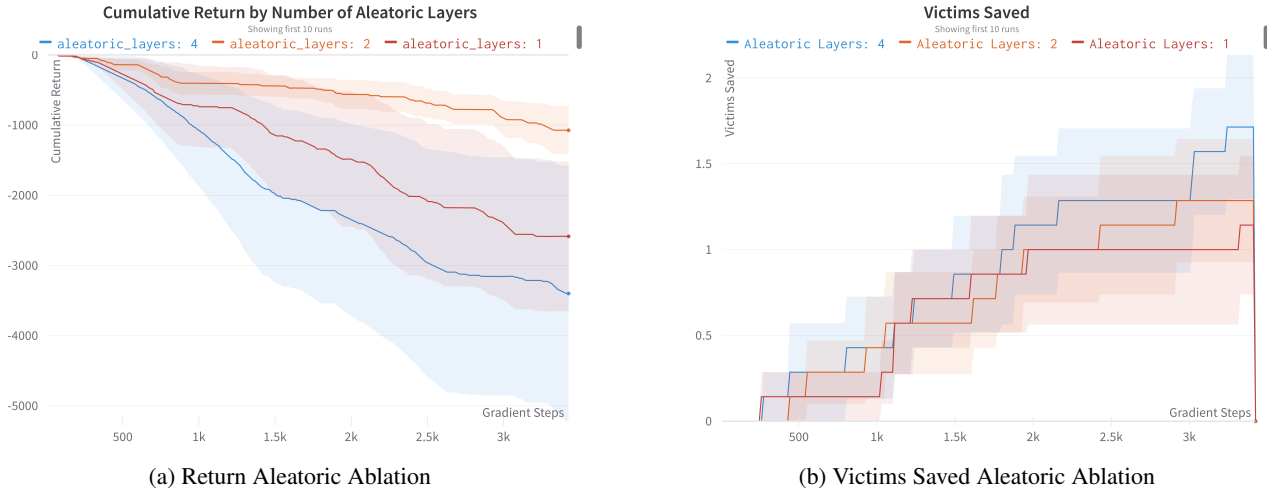 Cumulative Return by Number of Aleatoric Layers
Showing first 10 runs
aleatoric_layers: 4 aleatoric_layers: 2 aleatoric_layers: 1
Cumulative Return
0
-1000
-2000
-3000
-4000
-5000
Gradient Steps
500 1k 1.5k 2k 2.5k 3k
(a) Return Aleatoric Ablation
Victims Saved
Showing first 10 runs
Aleatoric Layers: 4 Aleatoric Layers: 2 Aleatoric Layers: 1
Victims Saved
2
1.5
1
0.5
0
Gradient Steps
500 1k 1.5k 2k 2.5k 3k
(b) Victims Saved Aleatoric Ablation